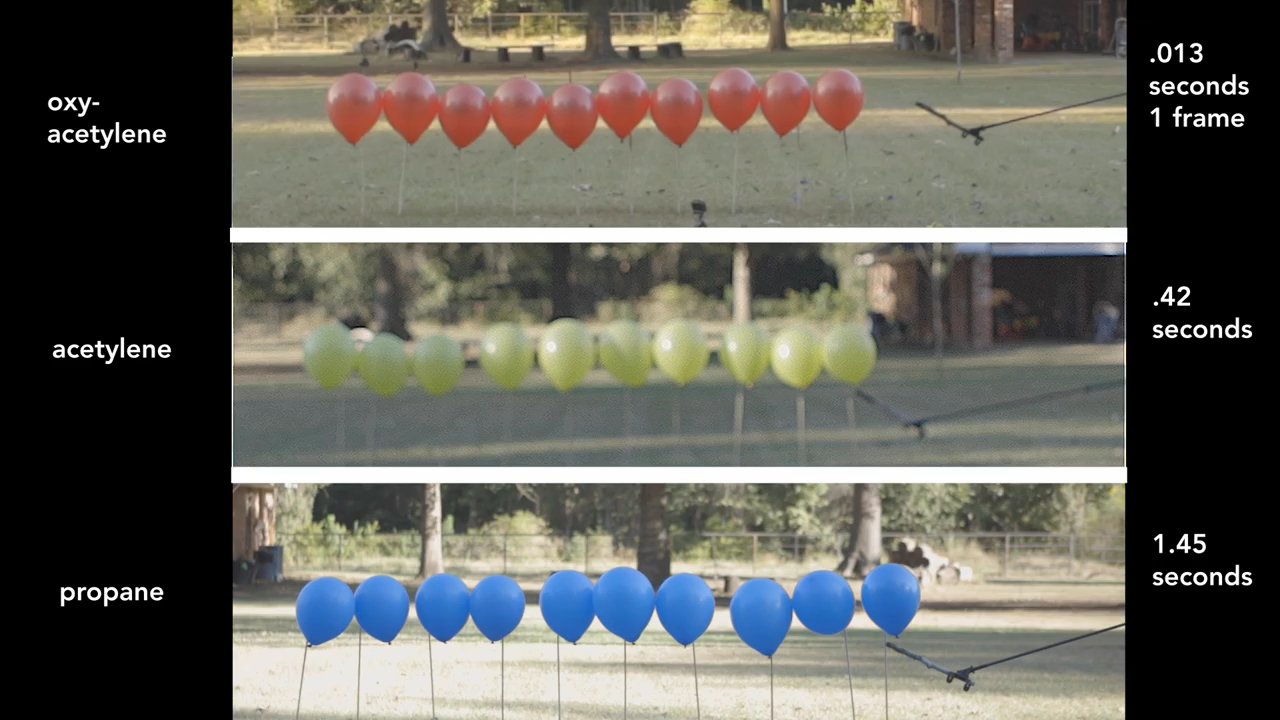 oxy-
acetylene
.013
seconds
1 frame
acetylene
.42
seconds
propane
1.45
seconds